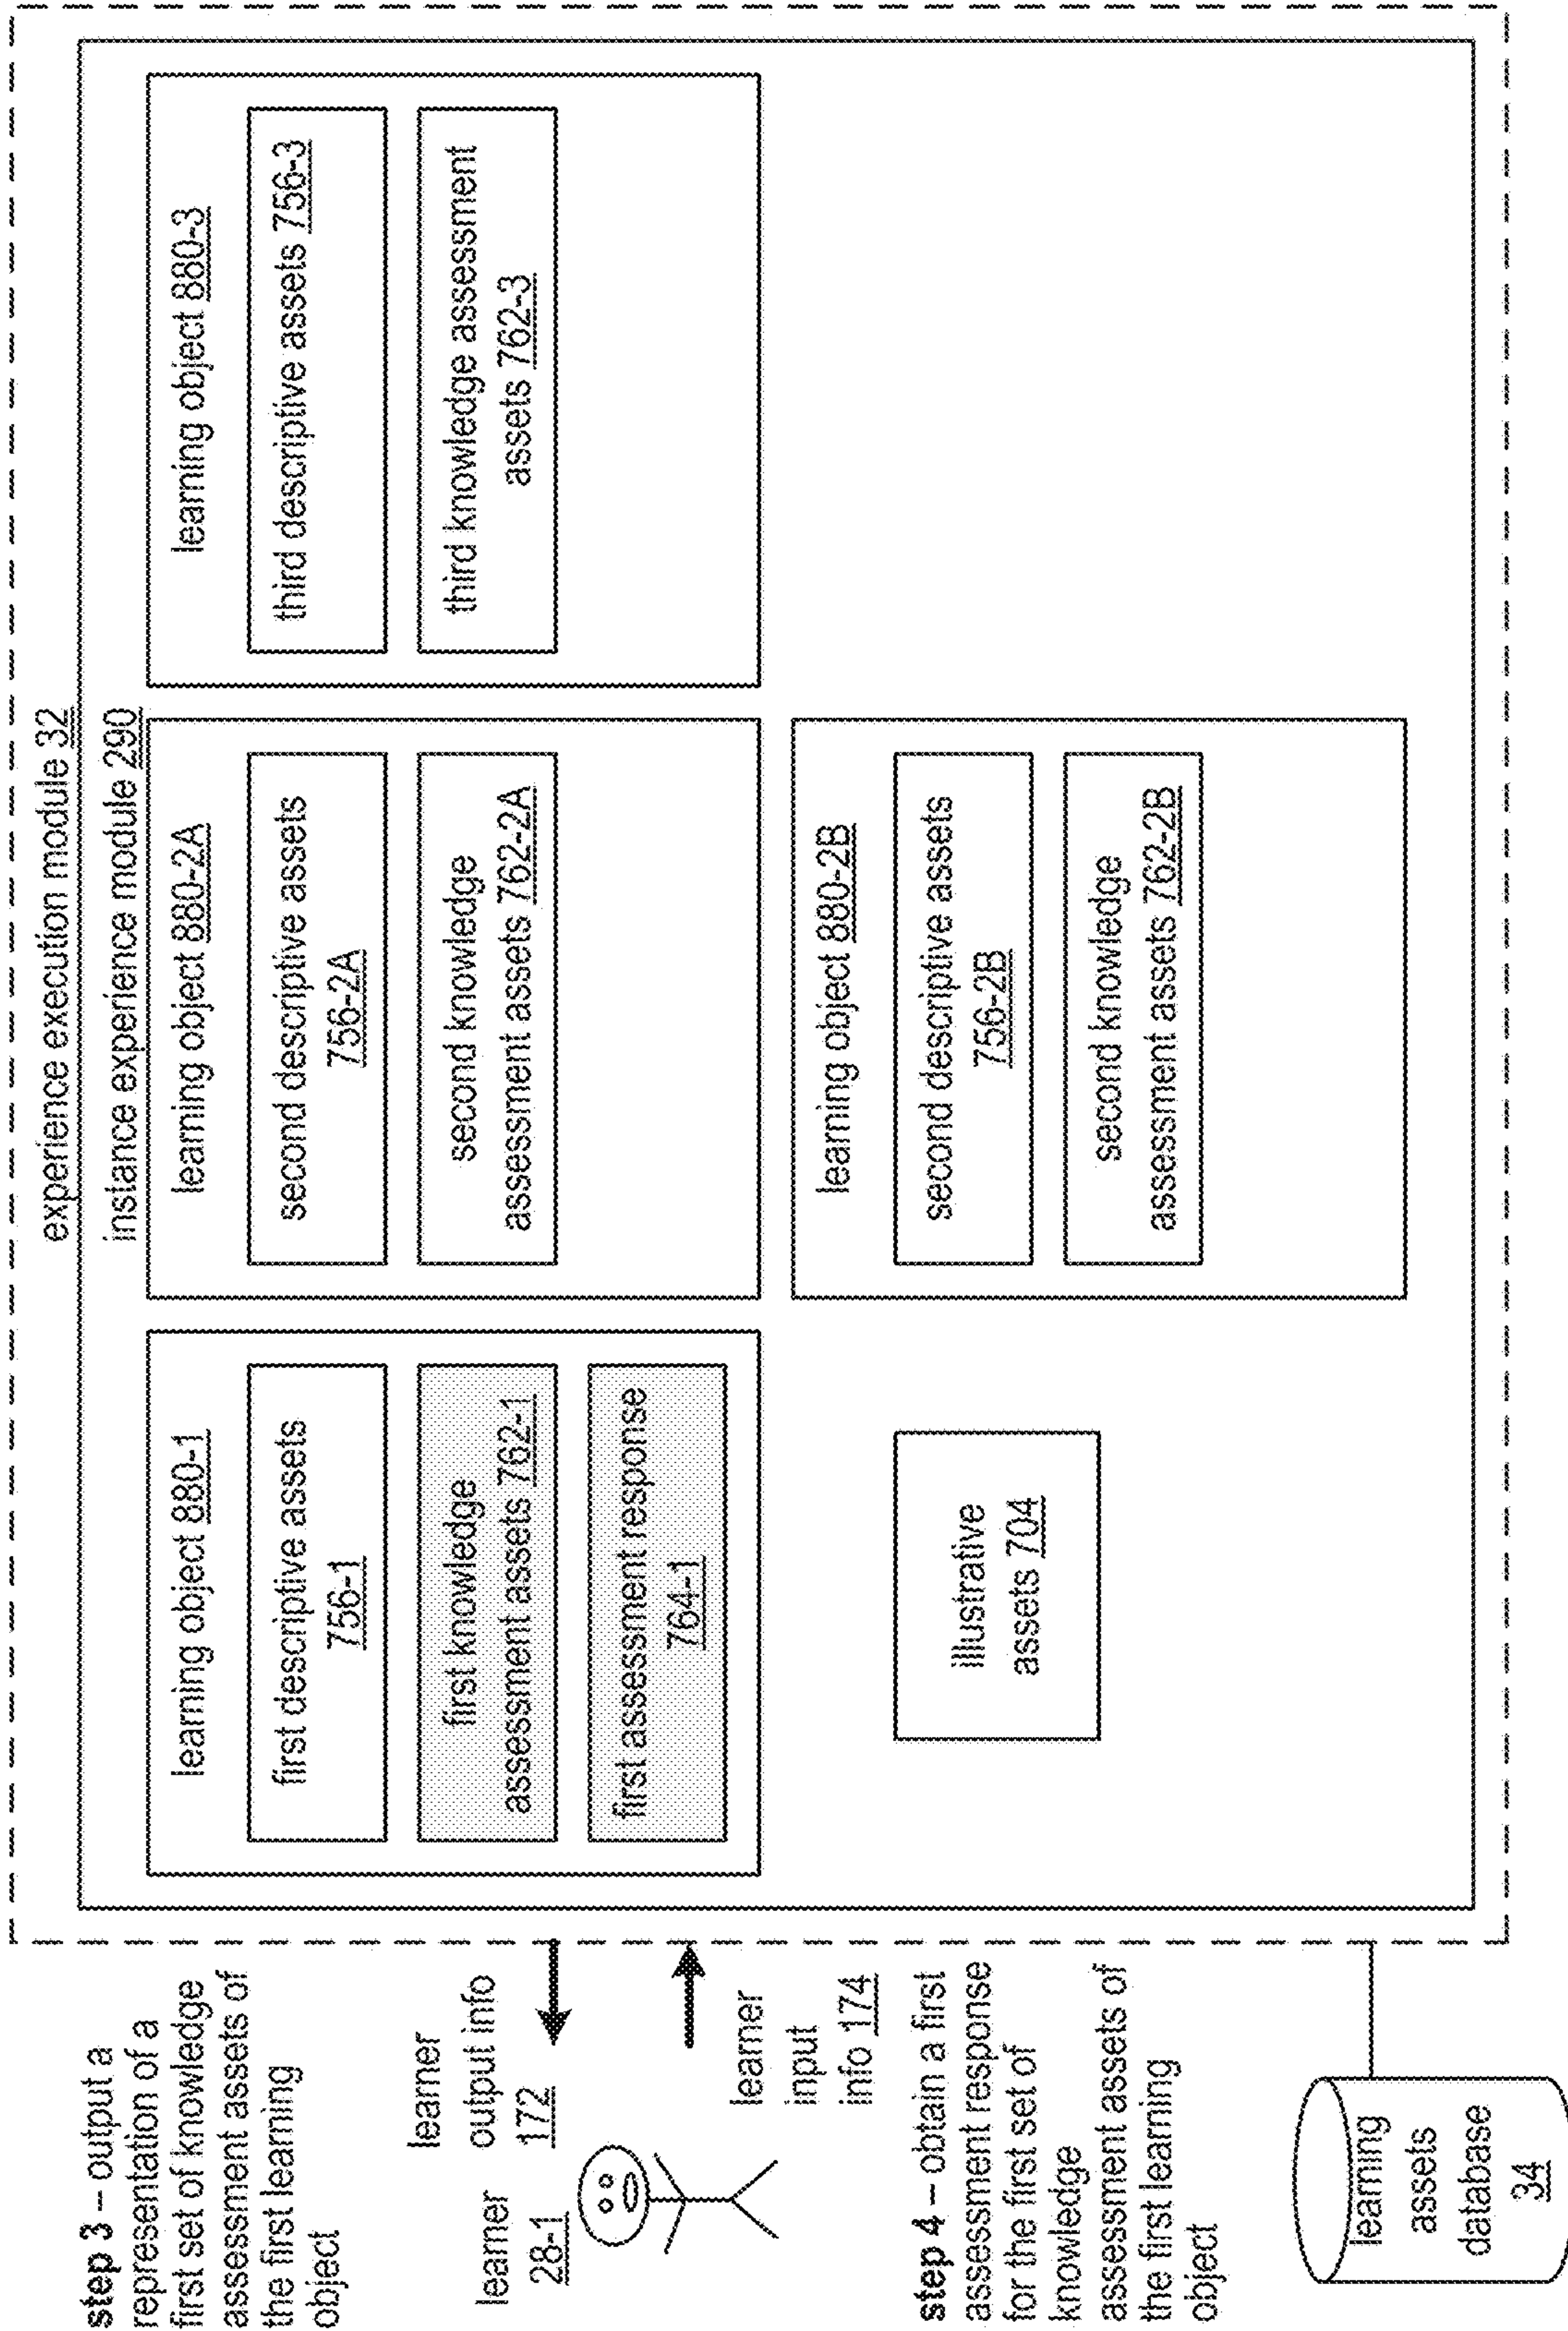 step 3 – output a
representation of a
first set of knowledge
assessment assets of
the first learning
object
learner
output info
172
learner
28-1
learner
input
info 174
step 4 – obtain a first
assessment response
for the first set of
knowledge
assessment assets of
the first learning
object
learning
assets
database
34
experience execution module 32
instance experience module 290
learning object 880-1
first descriptive assets
756-1
first knowledge
assessment assets 762-1
first assessment response
764-1
illustrative
assets 704
learning object 880-2A
second descriptive assets
756-2A
second knowledge
assessment assets 762-2A
learning object 880-2B
second descriptive assets
756-2B
second knowledge
assessment assets 762-2B
learning object 880-3
third descriptive assets 756-3
third knowledge assessment
assets 762-3